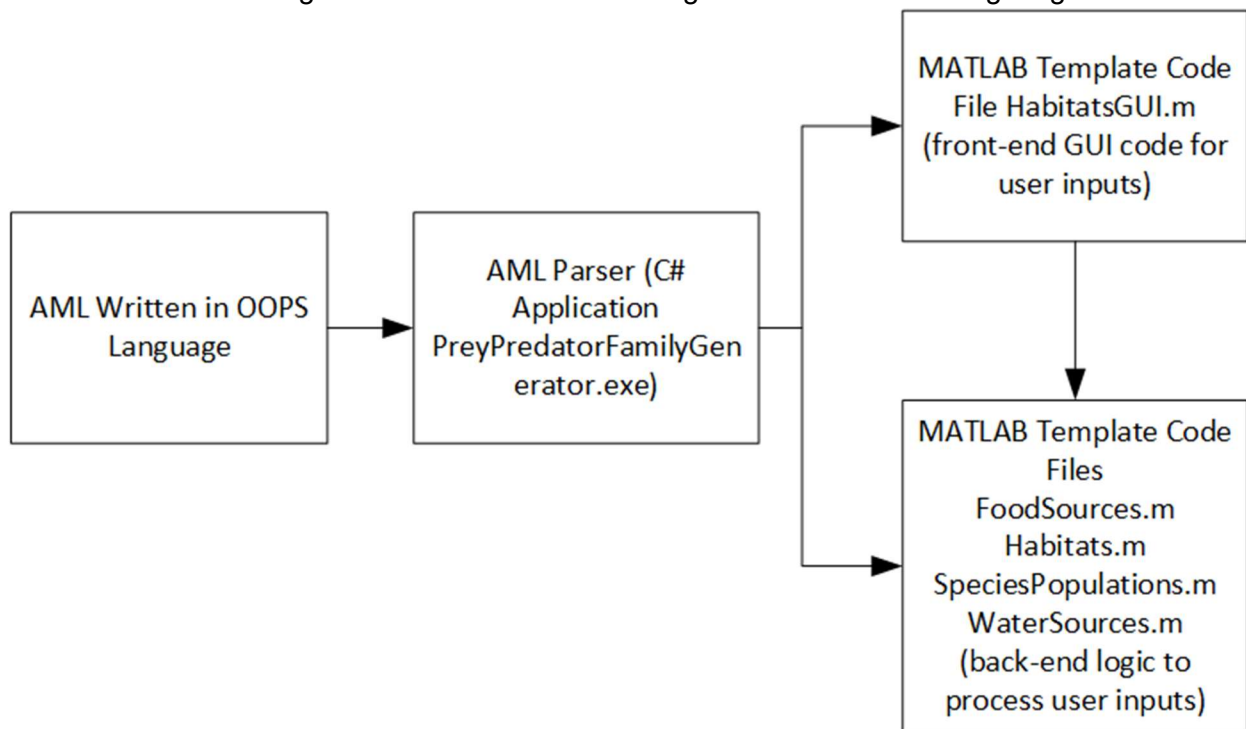 AML Written in OOPS
Language
AML Parser (C#
Application
PreyPredatorFamilyGen
erator.exe)
MATLAB Template Code
File HabitatsGUI.m
(front-end GUI code for
user inputs)
MATLAB Template Code
Files
FoodSources.m
Habitats.m
SpeciesPopulations.m
WaterSources.m
(back-end logic to
process user inputs)